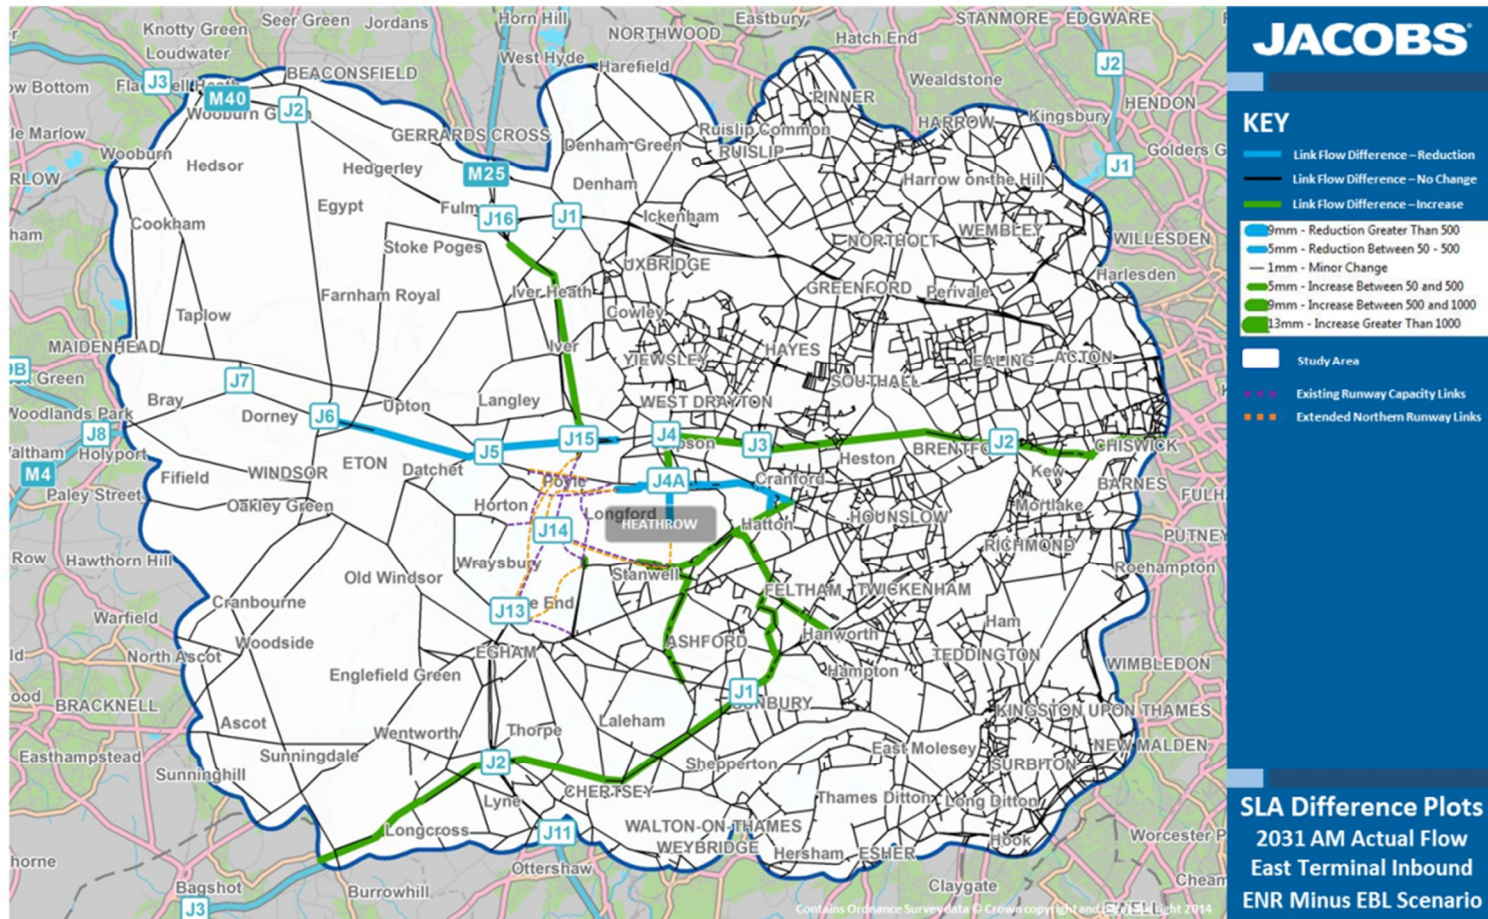 Knotty Green
Seer Green
Jordans
Horn Hill
Eastbury
STANMORE
EDGWARE
Loudwater
West Hyde
NORTHWOOD
Hatch End
J3
BEACONSFIELD
Harefield
Wealdstone
J2
M40
J2
PINNER
HENDON
GERRARDS CROSS
Denham Green
Ruislip Common
HARROW
Kingsbury
Wooburn
RUISLIP
Golders G
Hedsor
Hedgerley
M25
Denham
Harrow on the Hill
J1
Egypt
J16
J1
Ickenham
Cookham
WEMBLEY
Stoke Poges
NORTHOLT
WILLESDEN
UXBRIDGE
Harlesden
Farnham Royal
Iver Heath
GREENFORD
Perivale
Taplow
Cowley
MAIDENHEAD
Iver
YIEWSLEY
HAYES
EALING
ACTON
J7
SOUTHALL
Bray
Dorney
J6
Upton
Langley
WEST DRAYTON
Woodlands Park
J8
Holyport
J5
J15
J4
J3
J2
CHISWICK
M4
Fifield
WINDSOR
ETON
Datchet
Heston
Kew
BARNES
Paley Street
Oakley Green
Horton
Poyle
J4A
Cranford
Mortlake
J14
Longford
HEATHROW
Hatton
HOUNSLOW
RICHMOND
PUTNEY
Hawthorn Hill
Old Windsor
Wraysbury
Stanwell
Roehampton
Warfield
Cranbourne
J13
FELTHAM
TWICKENHAM
Woodside
Hanworth
Ham
North Ascot
EGHAM
ASHFORD
TEDDINGTON
WIMBLEDON
Englefield Green
Hampton
BRACKNELL
J1
KINGSTON UPON THAMES
Ascot
Wentworth
Thorpe
Laleham
East Molesey
NEW MALDEN
Easthampstead
Sunningdale
J2
Shepperton
SURBITON
Sunninghill
Lyne
CHERTSEY
Thames Ditton
Long Ditton
Longcross
J11
WALTON-ON-THAMES
WEYBRIDGE
Hook
Worcester P
Ottershaw
Hersham
ESHER
Bagshot
Burrowhill
Claygate
Cheam
J3
JACOBS
KEY
Link Flow Difference – Reduction
Link Flow Difference – No Change
Link Flow Difference – Increase
9mm - Reduction Greater Than 500
5mm - Reduction Between 50 - 500
1mm - Minor Change
5mm - Increase Between 50 and 500
9mm - Increase Between 500 and 1000
13mm - Increase Greater Than 1000
Study Area
Existing Runway Capacity Links
Extended Northern Runway Links
SLA Difference Plots
2031 AM Actual Flow
East Terminal Inbound
ENR Minus EBL Scenario